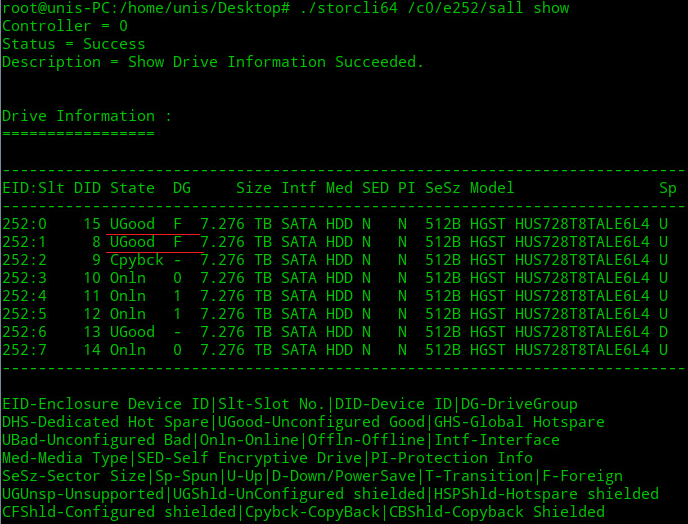 root@unis-PC:/home/unis/Desktop# ./storcli64 /c0/e252/sall show
Controller = 0
Status = Success
Description = Show Drive Information Succeeded.
Drive Information :
=================
-----------------------------------------------------------------------------
EID:Slt DID State  DG     Size Intf Med SED PI SeSz Model                Sp
-----------------------------------------------------------------------------
252:0    15 UGood  F  7.276 TB SATA HDD N   N  512B HGST HUS728T8TALE6L4 U
252:1     8 UGood  F  7.276 TB SATA HDD N   N  512B HGST HUS728T8TALE6L4 U
252:2     9 Cpybck -  7.276 TB SATA HDD N   N  512B HGST HUS728T8TALE6L4 U
252:3    10 Onln   0  7.276 TB SATA HDD N   N  512B HGST HUS728T8TALE6L4 U
252:4    11 Onln   1  7.276 TB SATA HDD N   N  512B HGST HUS728T8TALE6L4 U
252:5    12 Onln   1  7.276 TB SATA HDD N   N  512B HGST HUS728T8TALE6L4 U
252:6    13 UGood  -  7.276 TB SATA HDD N   N  512B HGST HUS728T8TALE6L4 D
252:7    14 Onln   0  7.276 TB SATA HDD N   N  512B HGST HUS728T8TALE6L4 U
-----------------------------------------------------------------------------
EID-Enclosure Device ID|Slt-Slot No.|DID-Device ID|DG-DriveGroup
DHS-Dedicated Hot Spare|UGood-Unconfigured Good|GHS-Global Hotspare
UBad-Unconfigured Bad|Onln-Online|Offln-Offline|Intf-Interface
Med-Media Type|SED-Self Encryptive Drive|PI-Protection Info
SeSz-Sector Size|Sp-Spun|U-Up|D-Down/PowerSave|T-Transition|F-Foreign
UGUnsp-Unsupported|UGShld-UnConfigured shielded|HSPShld-Hotspare shielded
CFShld-Configured shielded|Cpybck-CopyBack|CBShld-Copyback Shielded